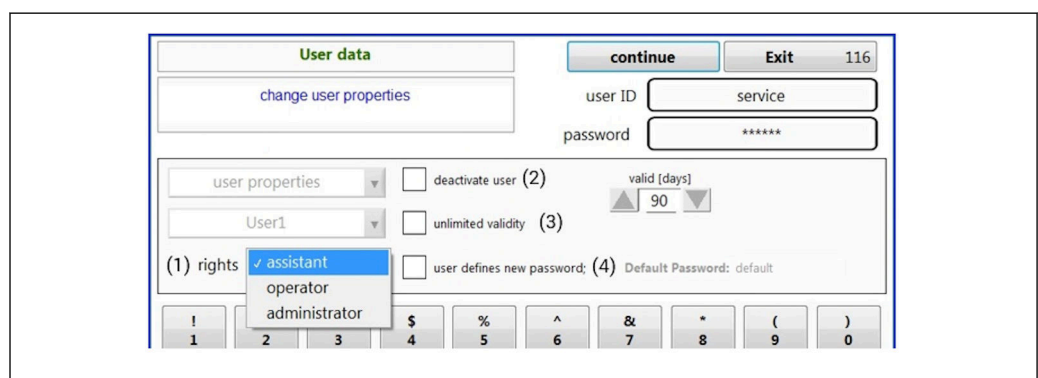 User data
continue
Exit 116
change user properties
user ID service
password ******
user properties
deactivate user (2)
valid [days]
90
User1
unlimited validity (3)
(1) rights
✓ assistant
operator
administrator
user defines new password; (4) Default Password: default
! $ % ^ & * ( )
1 2 3 4 5 6 7 8 9 0